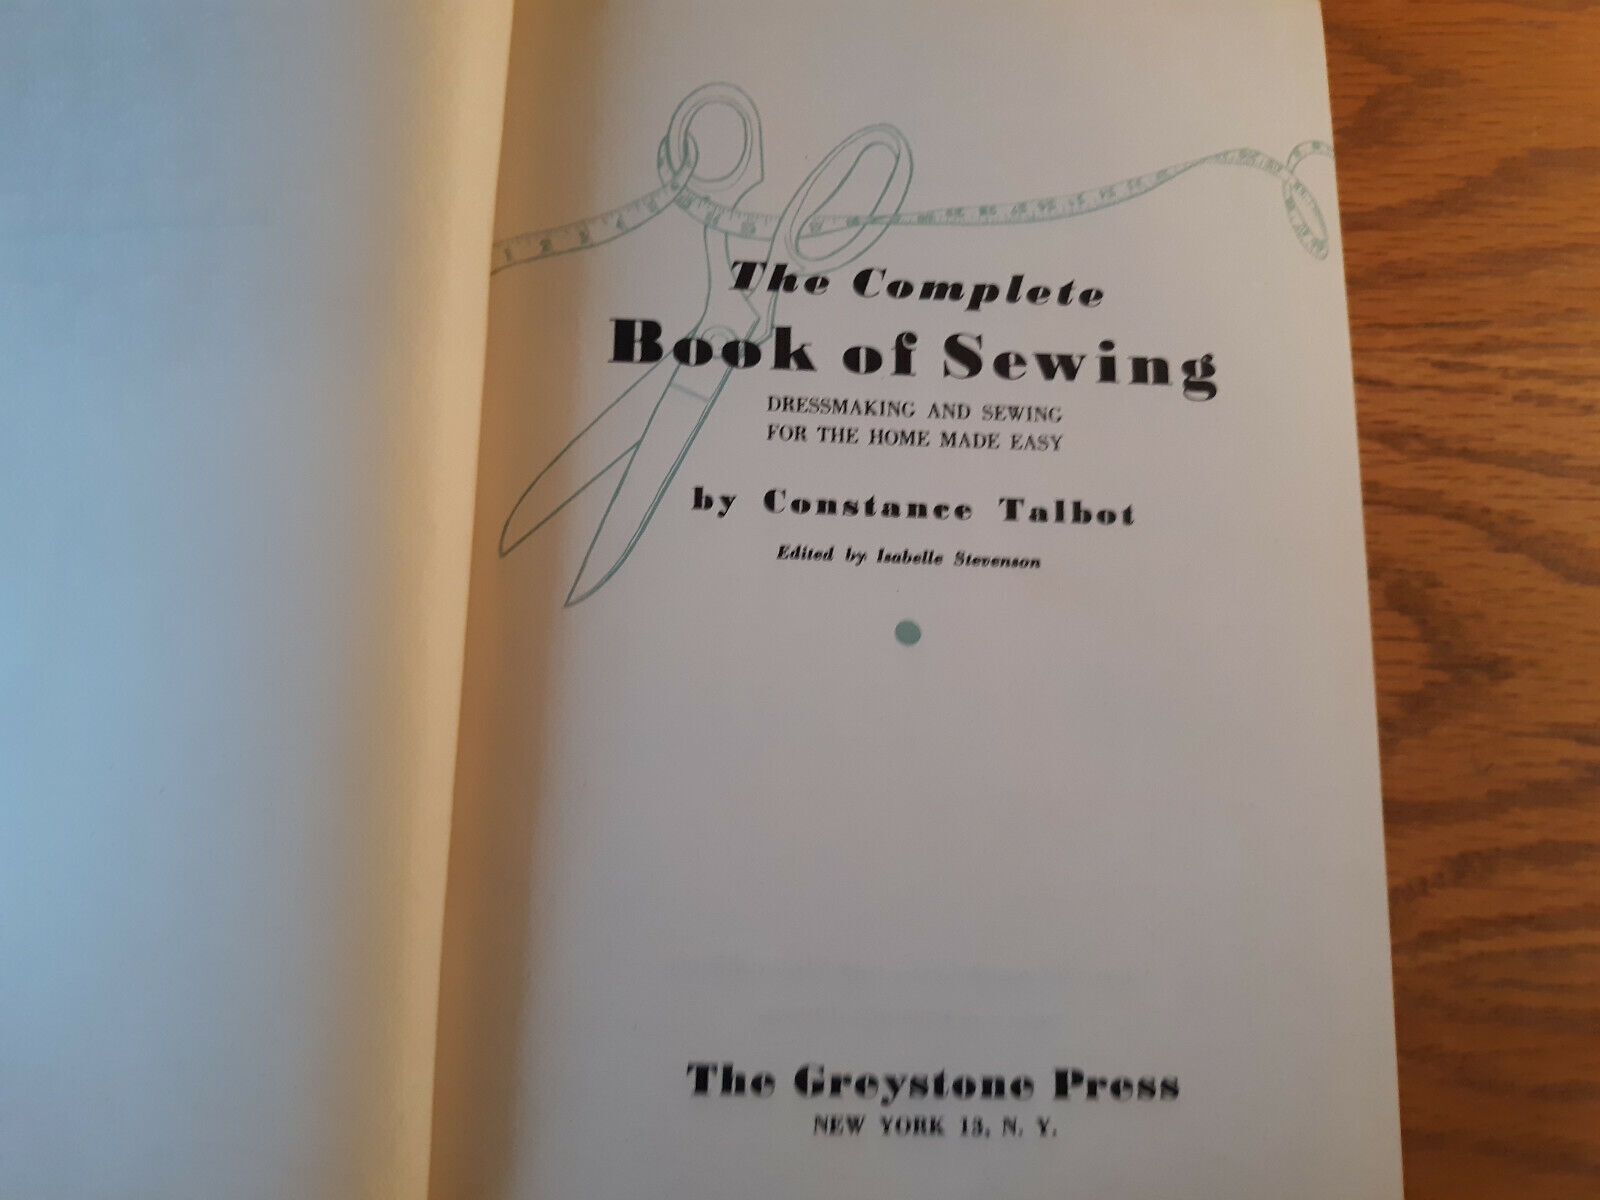 The Complete
Book of Sewing
DRESSMAKING AND SEWING
FOR THE HOME MADE EASY
by Constance Talbot
Edited by Isabelle Stevenson
The Greystone Press
NEW YORK 13, N. Y.